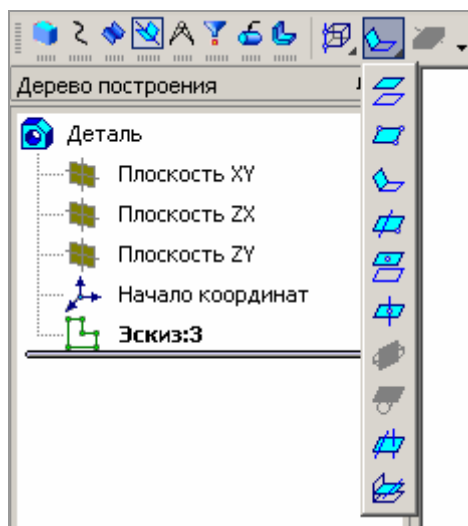 Дерево построения
Деталь
Плоскость XY
Плоскость ZX
Плоскость ZY
Начало координат
Эскиз:3